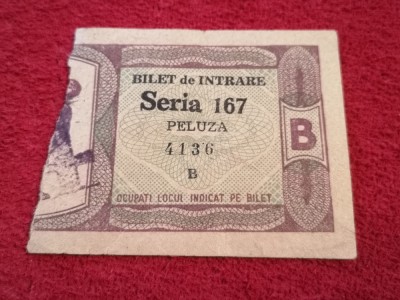 BILET de INTRARE
Seria 167
PELUZA
4136
B
B
OCUPATI LOCUL INDICAT PE BILET